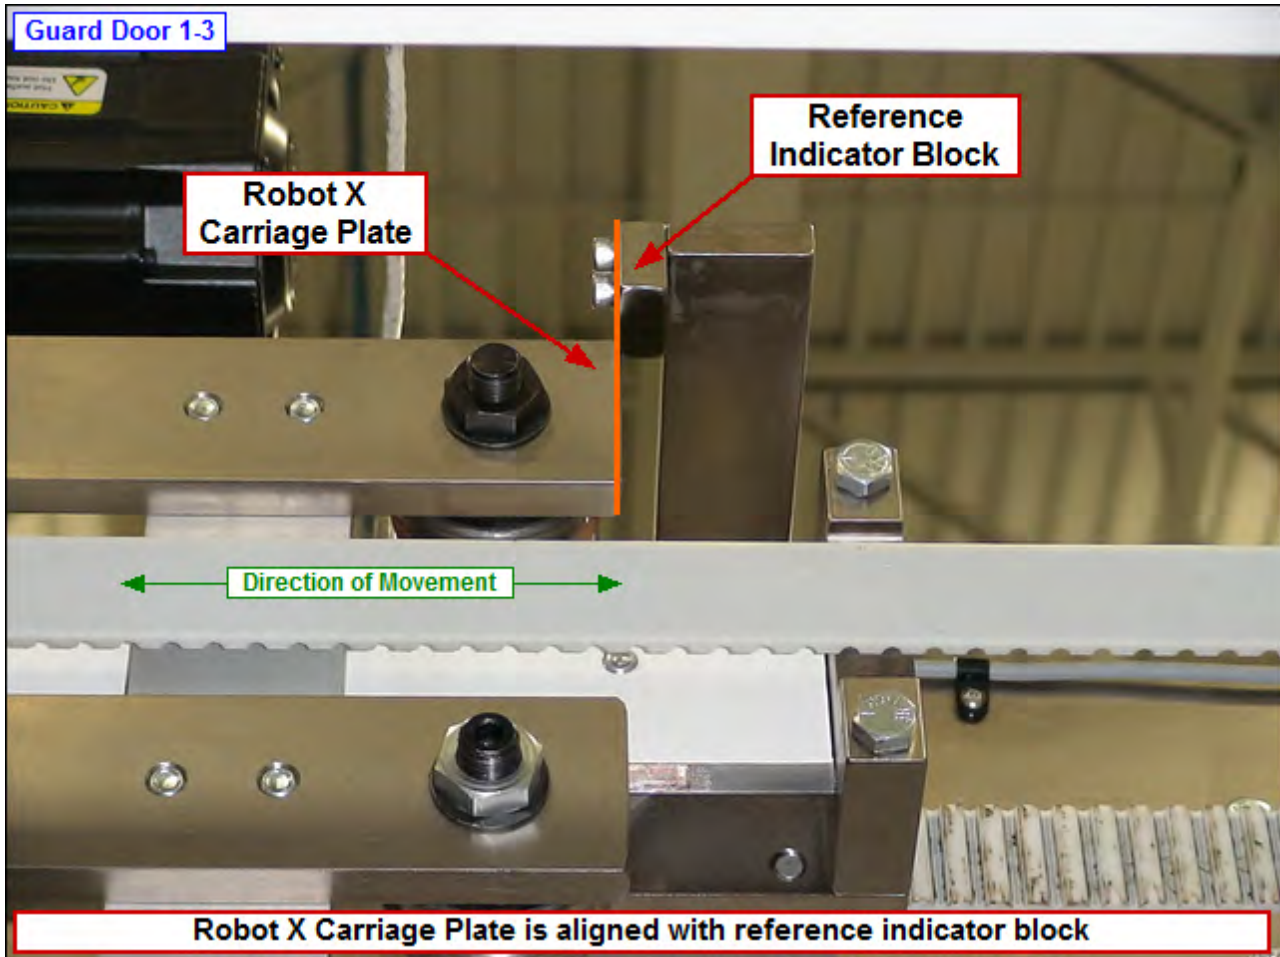 Guard Door 1-3
Reference
Indicator Block
Robot X
Carriage Plate
CAUTION
Direction of Movement
Robot X Carriage Plate is aligned with reference indicator block